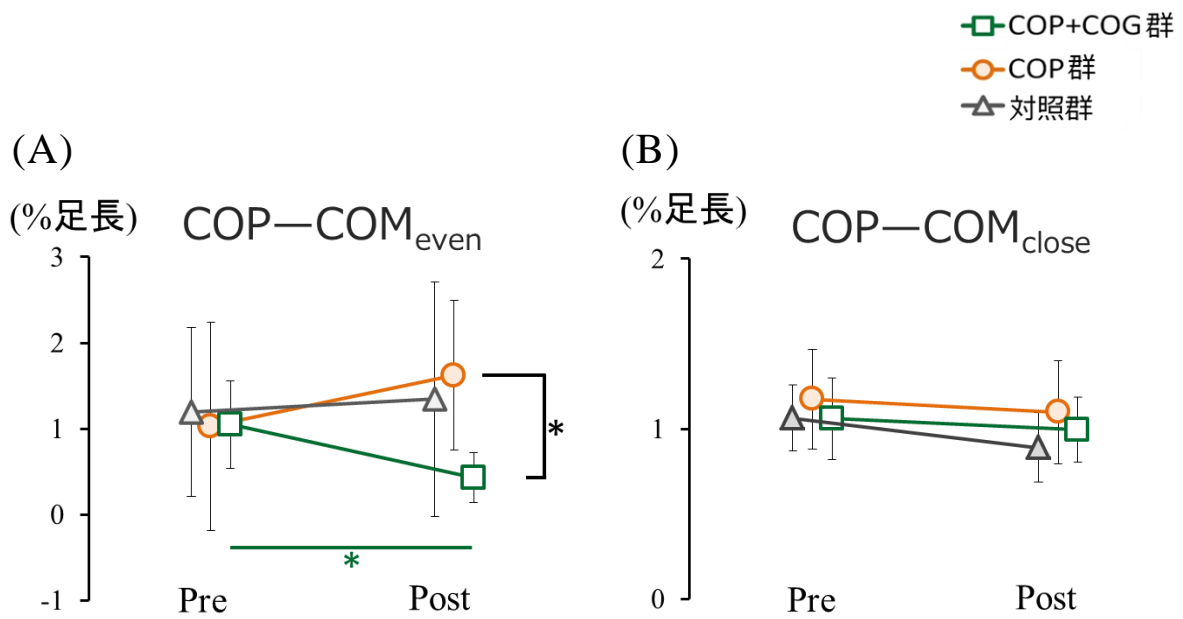 COP+COG群
COP群
対照群
(A)
(%足長)
COP—COMeven
3
2
1
0
-1
*
*
Pre
Post
(B)
(%足長)
COP—COMclose
2
1
0
Pre
Post